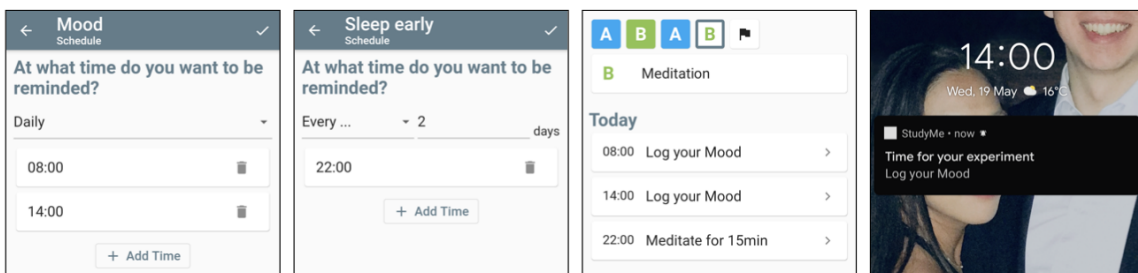 Mood
Schedule
At what time do you want to be
reminded?
Daily
08:00
14:00
+ Add Time
Sleep early
Schedule
At what time do you want to be
reminded?
Every ... 2 days
22:00
+ Add Time
A B A B
B Meditation
Today
08:00 Log your Mood
14:00 Log your Mood
22:00 Meditate for 15min
14:00
Wed, 19 May 16°C
StudyMe • now
Time for your experiment
Log your Mood